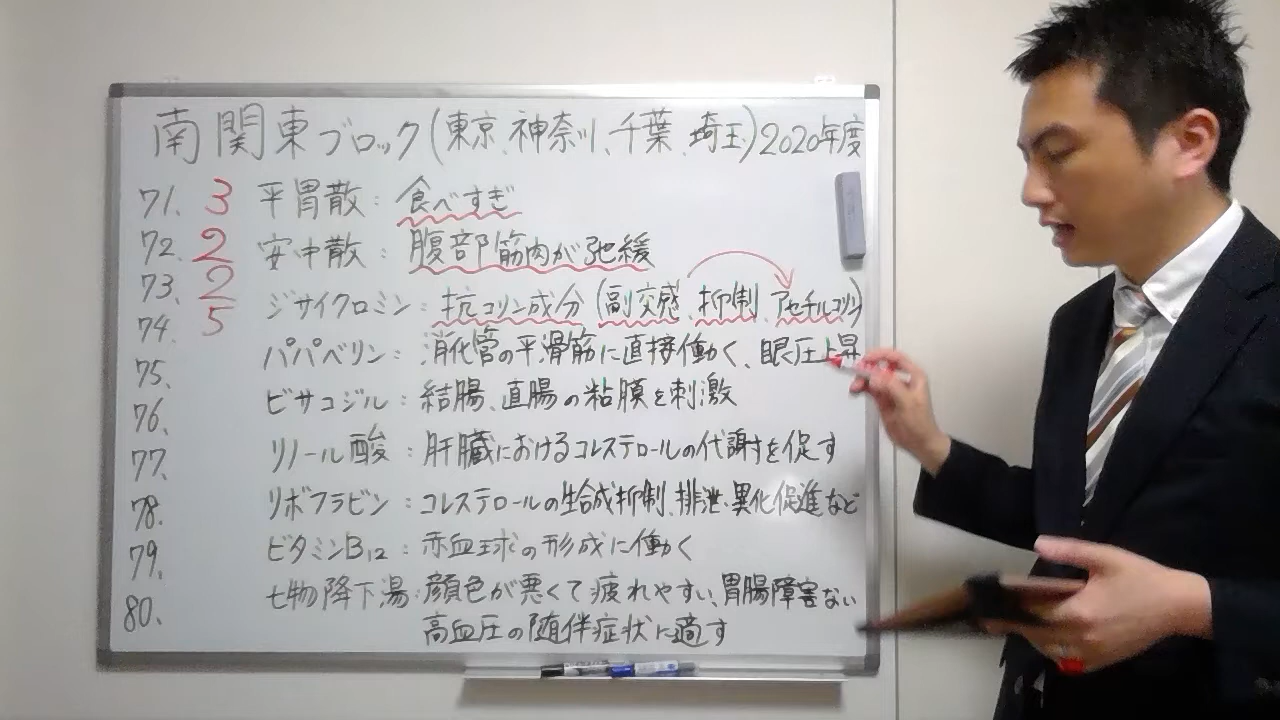 南関東ブロック(東京、神奈川、千葉、埼玉)2020年度
71. 3 平胃散：食べすぎ
72. 2 安中散：腹部筋肉が弛緩
73. 2 ジサイクロミン：抗コリン成分(副交感、抑制、アセチルコリン)
74. 5 パパベリン：消化管の平滑筋に直接働く、眼圧上昇
75. ビサコジル：結腸、直腸の粘膜を刺激
76. リノール酸：肝臓におけるコレステロールの代謝を促す
77. リボフラビン：コレステロールの生合成抑制、排泄・異化促進など
78. ビタミンB12：赤血球の形成に働く
79. 七物降下湯：顔色が悪くて疲れやすい、胃腸障害ない
80. 高血圧の随伴症状に適す